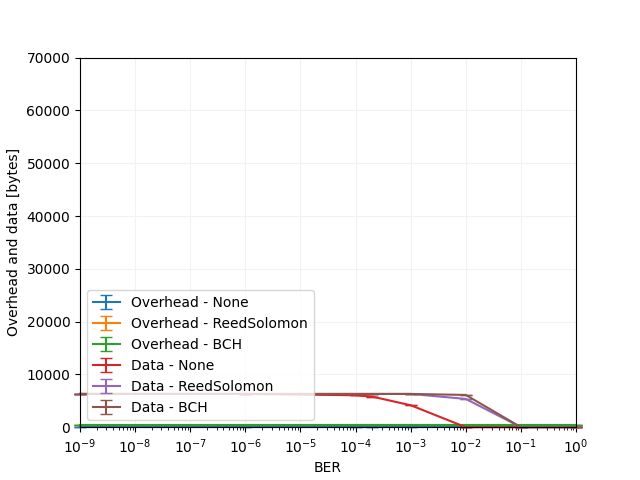 70000
60000
50000
40000
30000
20000
10000
0
Overhead and data [bytes]
Overhead - None
Overhead - ReedSolomon
Overhead - BCH
Data - None
Data - ReedSolomon
Data - BCH
10⁻⁹ 10⁻⁸ 10⁻⁷ 10⁻⁶ 10⁻⁵ 10⁻⁴ 10⁻³ 10⁻² 10⁻¹ 10⁰
BER